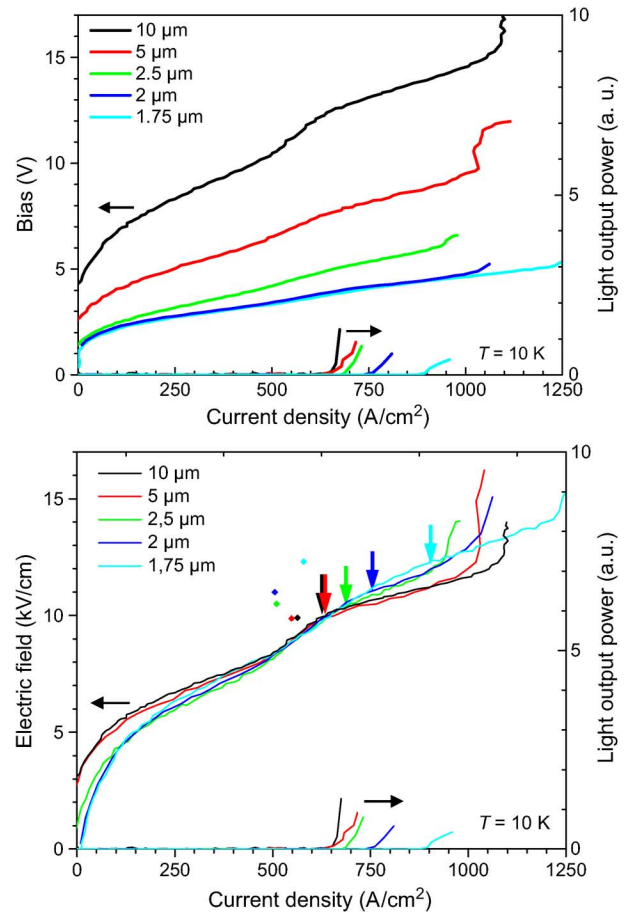 10 µm
5 µm
2.5 µm
2 µm
1.75 µm
15
10
5
0
Bias (V)
10
5
0
Light output power (a. u.)
T = 10 K
0 250 500 750 1000 1250
Current density (A/cm²)
10 µm
5 µm
2,5 µm
2 µm
1,75 µm
15
10
5
0
Electric field (kV/cm)
10
5
0
Light output power (a.u.)
T = 10 K
0 250 500 750 1000 1250
Current density (A/cm²)